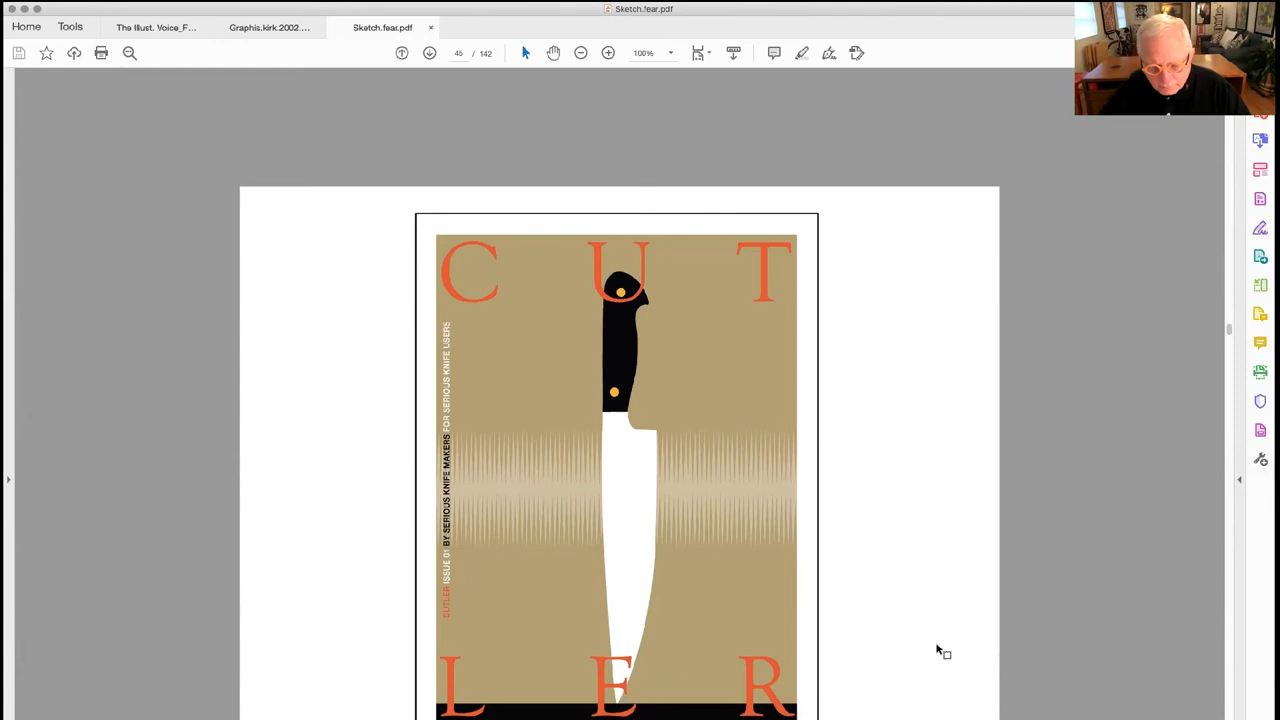 Sketch.fear.pdf
Home Tools The Illust. Voice_F... Graphis.kirk.2002.... Sketch.fear.pdf ×
45 / 142 100%
C U T
CUTLER ISSUE 01 BY SERIOUS KNIFE MAKERS FOR SERIOUS KNIFE USERS
L E R